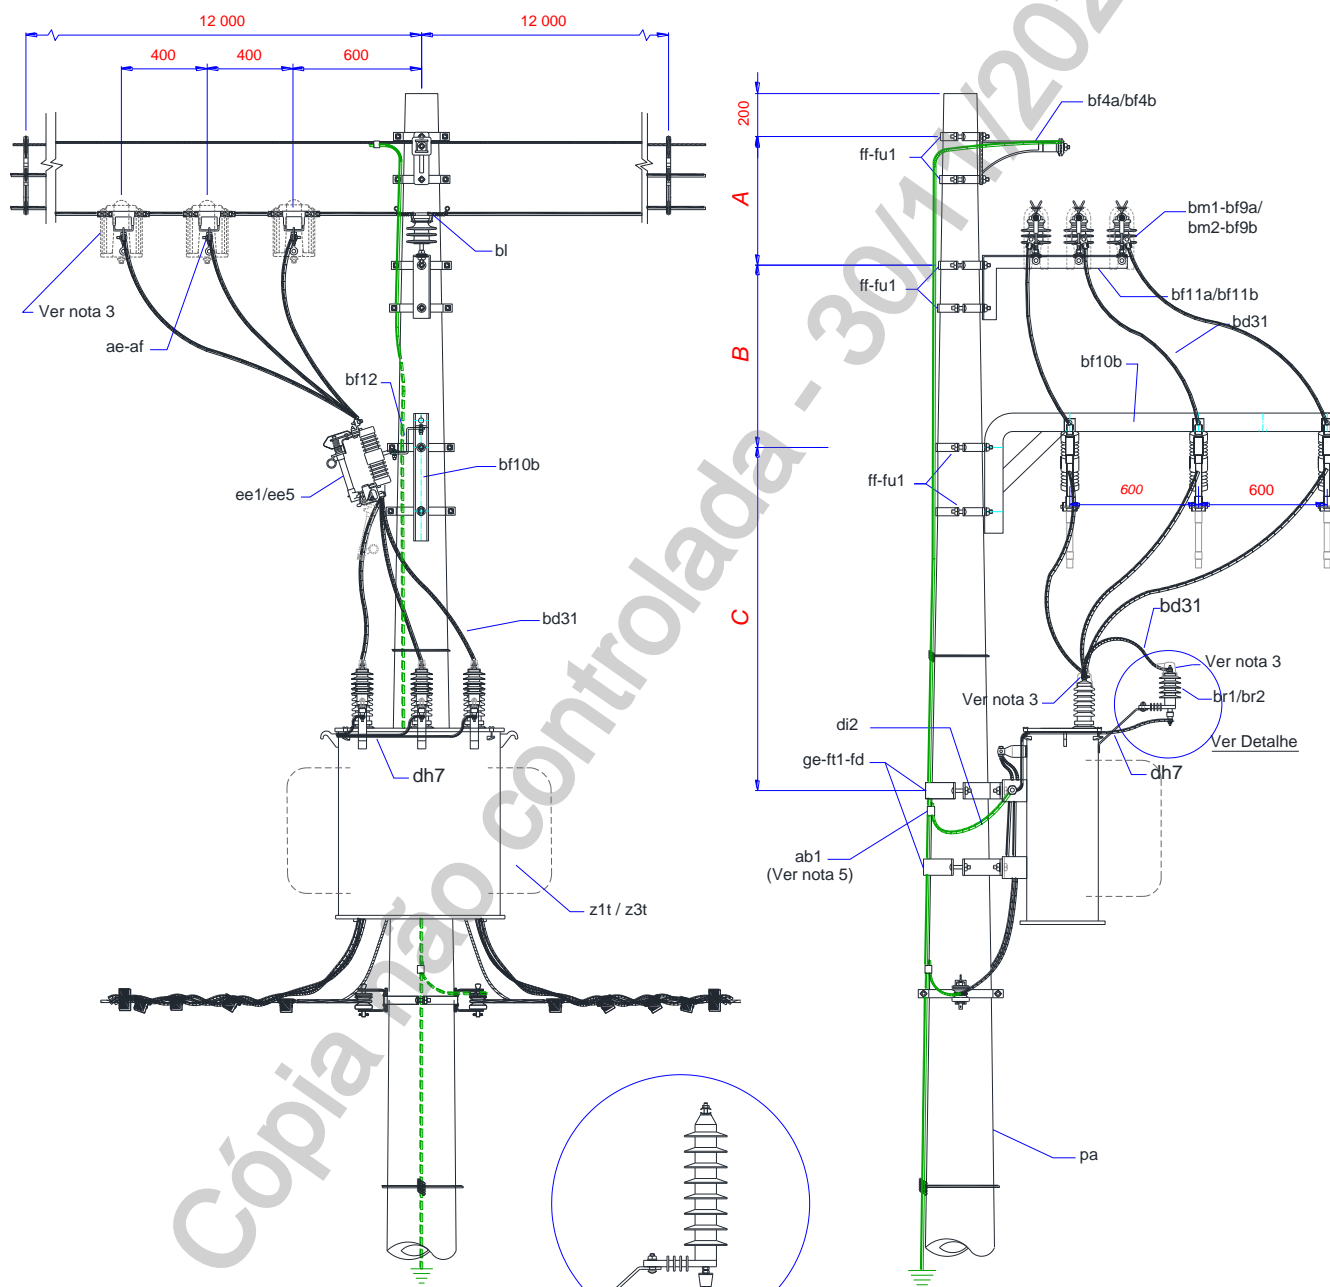 12 000
12 000
400
400
600
bl
Ver nota 3
ae-af
bf12
bf10b
ee1/ee5
bd31
dh7
z1t / z3t
200
A
B
C
bf4a/bf4b
ff-fu1
bm1-bf9a/
bm2-bf9b
ff-fu1
bf11a/bf11b
bd31
bf10b
ff-fu1
600
600
bd31
Ver nota 3
Ver nota 3
br1/br2
di2
Ver Detalhe
ge-ft1-fd
dh7
ab1
(Ver nota 5)
pa
Cópia não controlada - 30/11/202